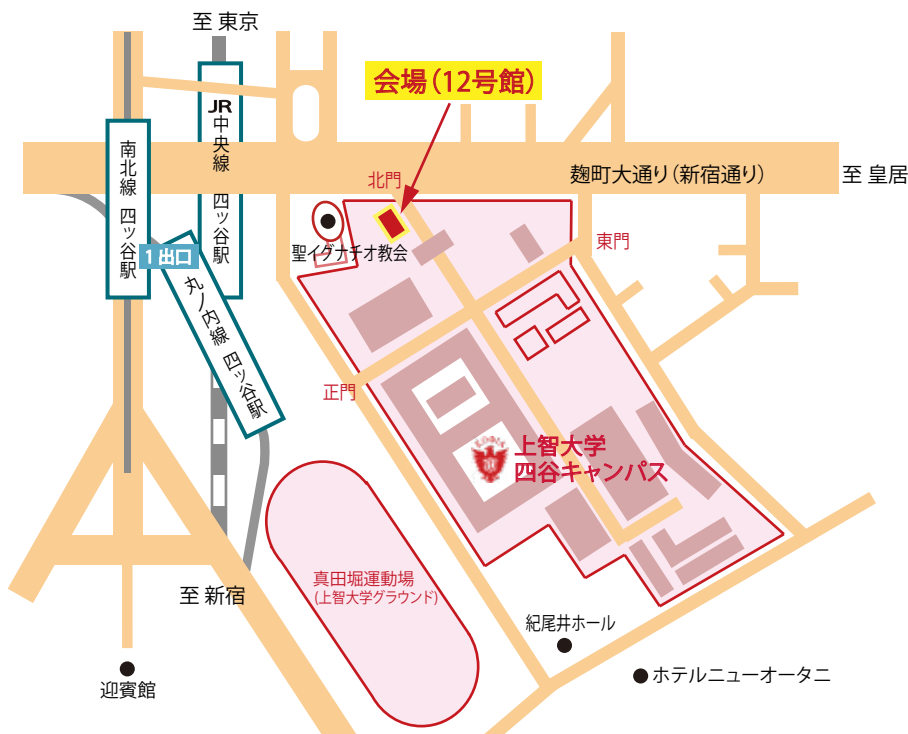 至 東京
会場（12号館）
JR
中央線 四ッ谷駅
南北線 四ッ谷駅
北門
麹町大通り（新宿通り）
至 皇居
聖イグナチオ教会
東門
1 出口
丸ノ内線 四ッ谷駅
正門
上智大学
四谷キャンパス
真田堀運動場
（上智大学グラウンド）
至 新宿
紀尾井ホール
迎賓館
ホテルニューオータニ